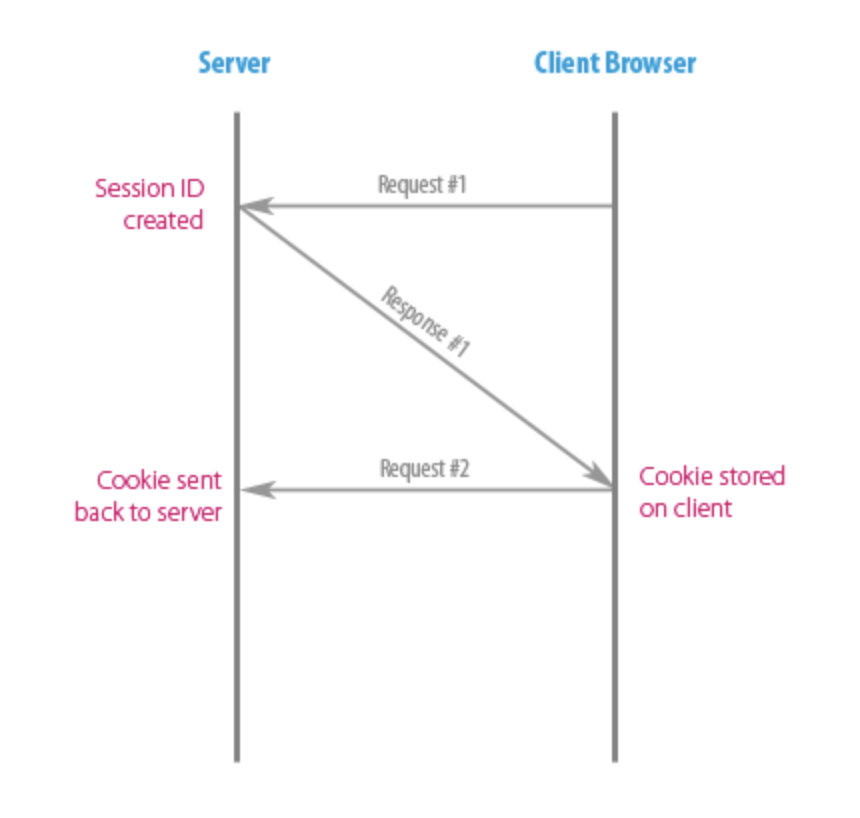 Server
Client Browser
Session ID
created
Request #1
Response #1
Cookie sent
back to server
Request #2
Cookie stored
on client